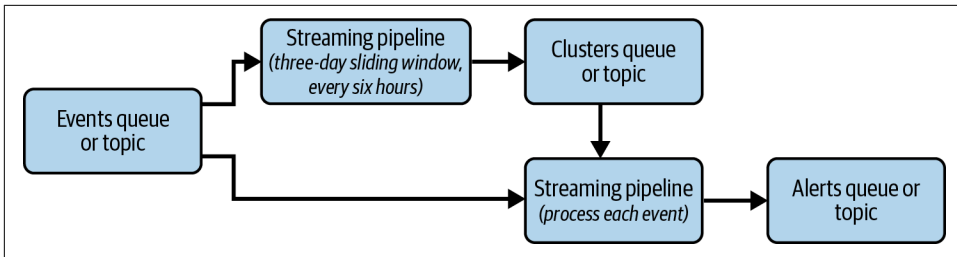 Streaming pipeline
(three-day sliding window,
every six hours)
Clusters queue
or topic
Events queue
or topic
Streaming pipeline
(process each event)
Alerts queue or
topic